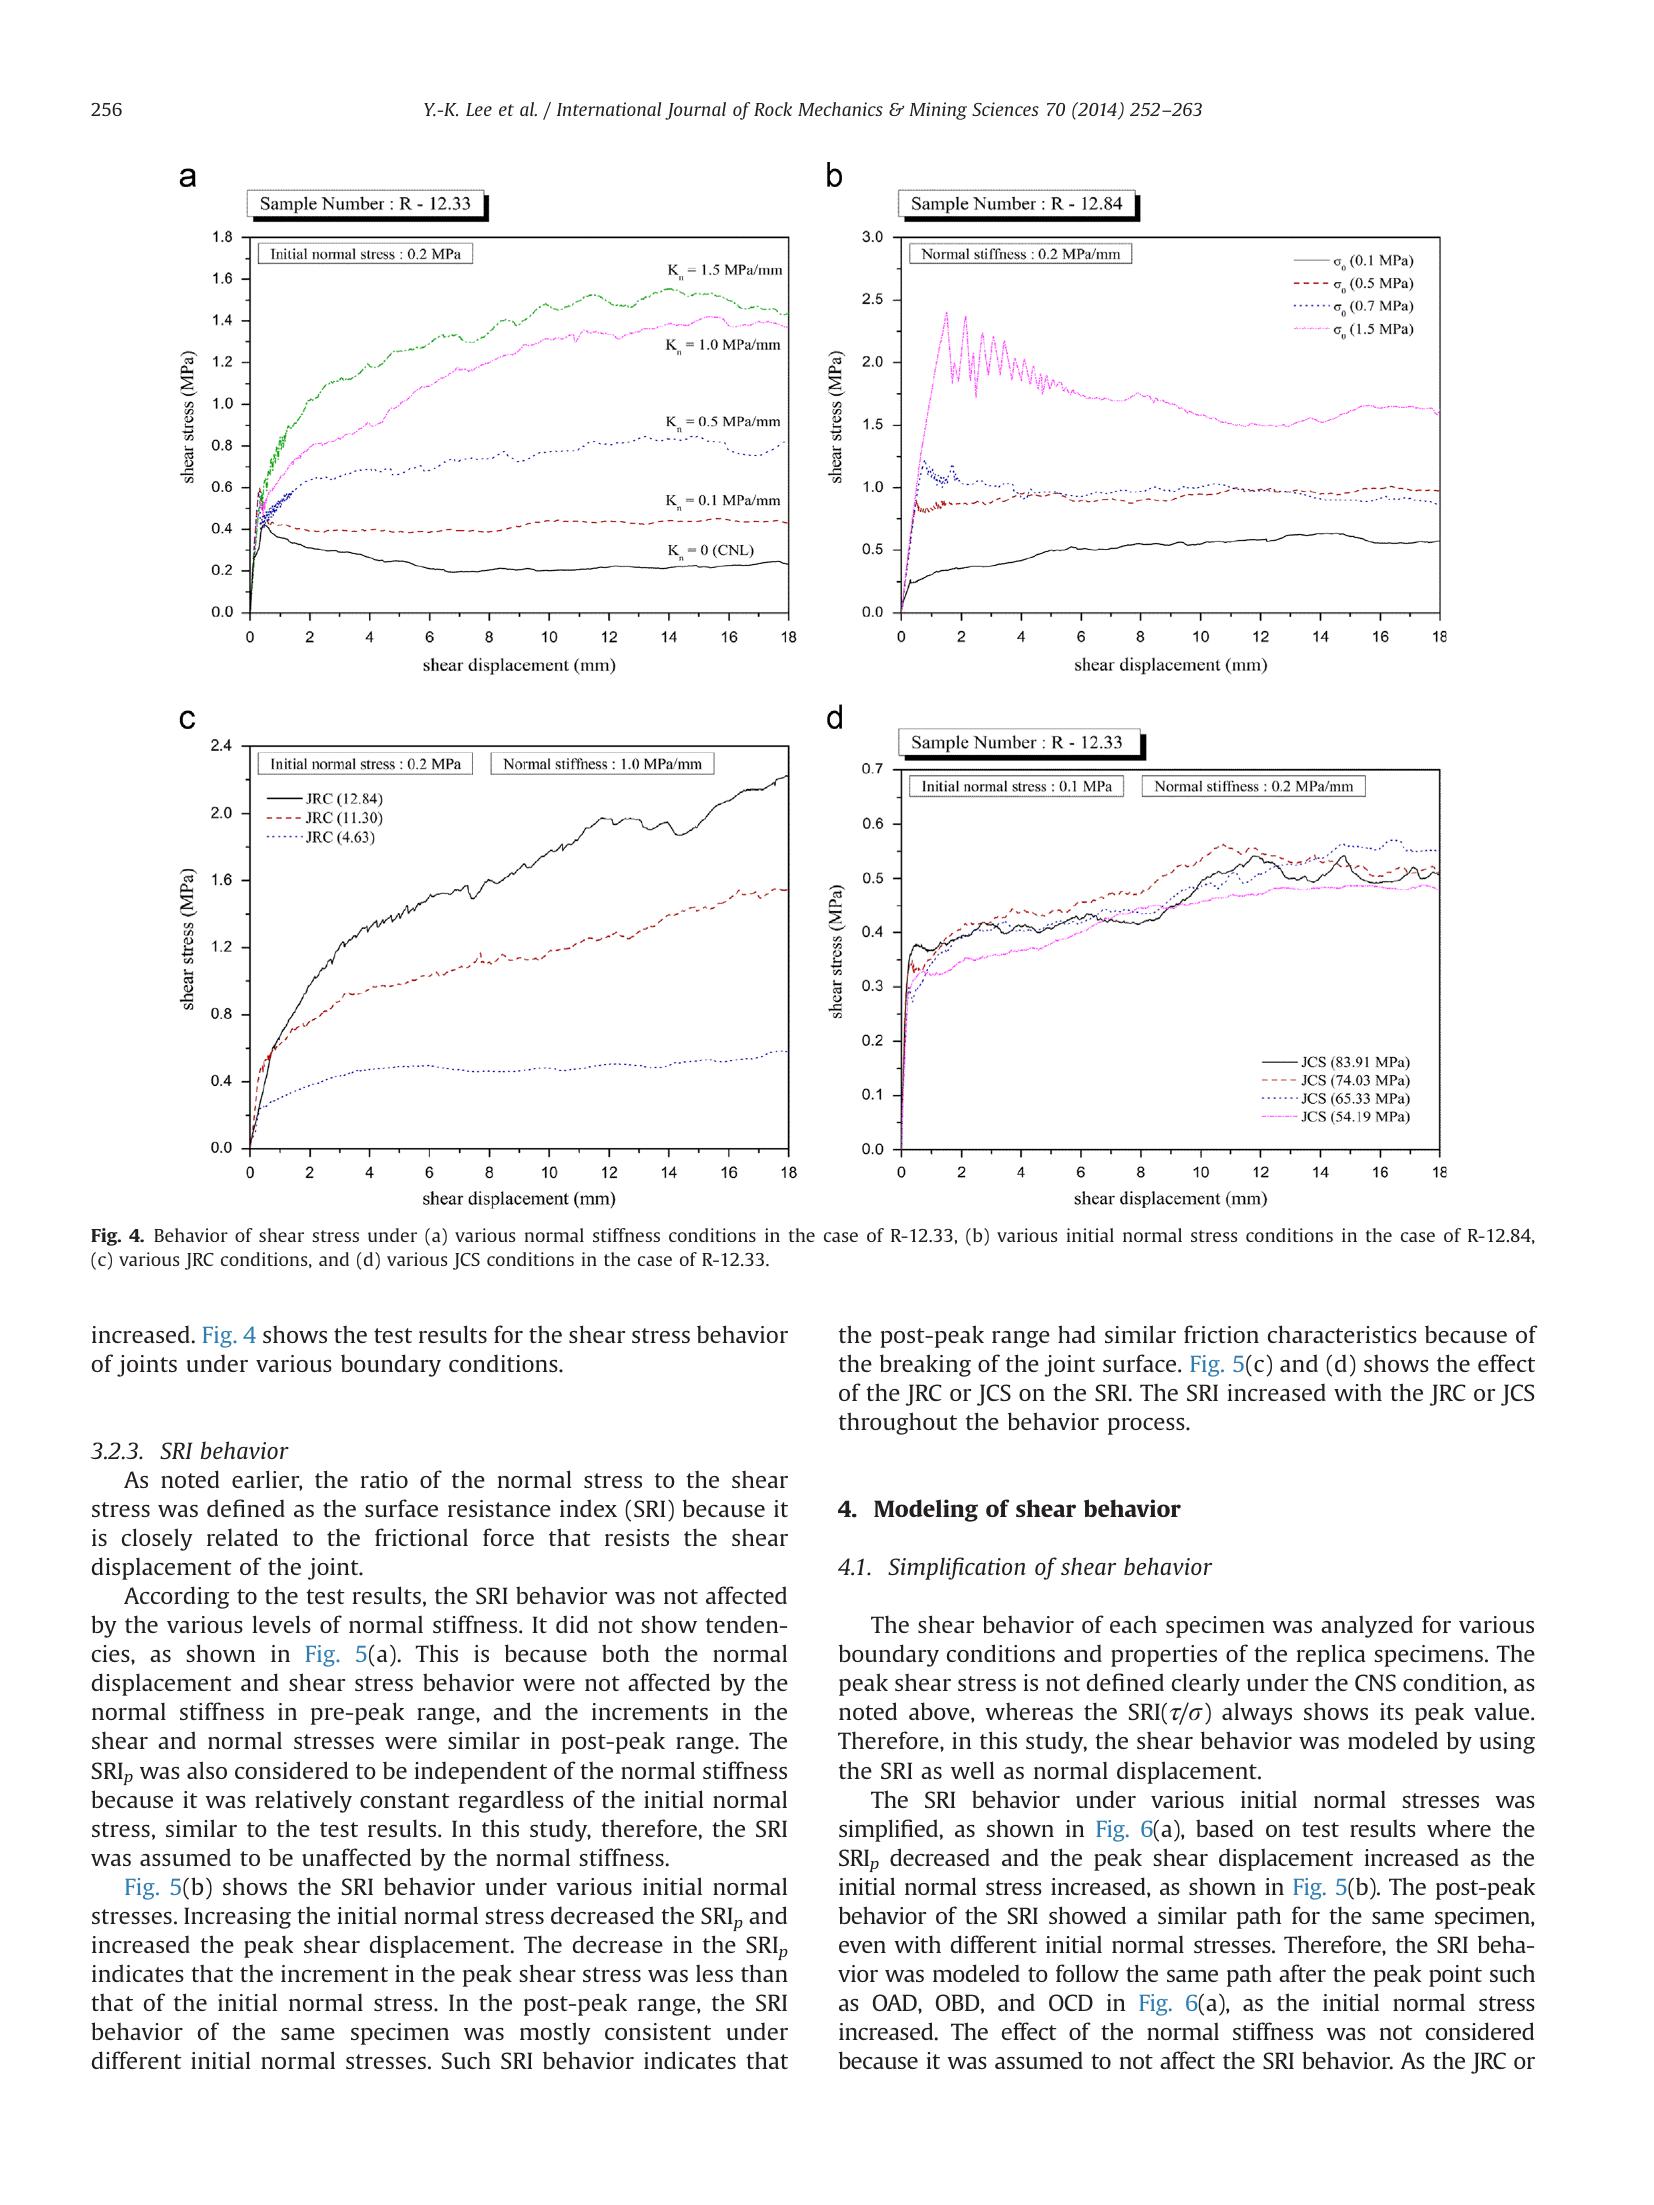 256
Y.-K. Lee et al. / International Journal of Rock Mechanics & Mining Sciences 70 (2014) 252–263
a
Sample Number : R - 12.33
Initial normal stress : 0.2 MPa
Kn = 1.5 MPa/mm
Kn = 1.0 MPa/mm
Kn = 0.5 MPa/mm
Kn = 0.1 MPa/mm
Kn = 0 (CNL)
1.8
1.6
1.4
1.2
1.0
0.8
0.6
0.4
0.2
0.0
shear stress (MPa)
0 2 4 6 8 10 12 14 16 18
shear displacement (mm)
b
Sample Number : R - 12.84
Normal stiffness : 0.2 MPa/mm
σ0 (0.1 MPa)
σ0 (0.5 MPa)
σ0 (0.7 MPa)
σ0 (1.5 MPa)
3.0
2.5
2.0
1.5
1.0
0.5
0.0
shear stress (MPa)
0 2 4 6 8 10 12 14 16 18
shear displacement (mm)
c
Initial normal stress : 0.2 MPa
Normal stiffness : 1.0 MPa/mm
JRC (12.84)
JRC (11.30)
JRC (4.63)
2.4
2.0
1.6
1.2
0.8
0.4
0.0
shear stress (MPa)
0 2 4 6 8 10 12 14 16 18
shear displacement (mm)
d
Sample Number : R - 12.33
Initial normal stress : 0.1 MPa
Normal stiffness : 0.2 MPa/mm
0.7
0.6
0.5
0.4
0.3
0.2
0.1
0.0
shear stress (MPa)
JCS (83.91 MPa)
JCS (74.03 MPa)
JCS (65.33 MPa)
JCS (54.19 MPa)
0 2 4 6 8 10 12 14 16 18
shear displacement (mm)
Fig. 4. Behavior of shear stress under (a) various normal stiffness conditions in the case of R-12.33, (b) various initial normal stress conditions in the case of R-12.84,
(c) various JRC conditions, and (d) various JCS conditions in the case of R-12.33.
increased. Fig. 4 shows the test results for the shear stress behavior
of joints under various boundary conditions.
3.2.3. SRI behavior
As noted earlier, the ratio of the normal stress to the shear
stress was defined as the surface resistance index (SRI) because it
is closely related to the frictional force that resists the shear
displacement of the joint.
According to the test results, the SRI behavior was not affected
by the various levels of normal stiffness. It did not show tenden-
cies, as shown in Fig. 5(a). This is because both the normal
displacement and shear stress behavior were not affected by the
normal stiffness in pre-peak range, and the increments in the
shear and normal stresses were similar in post-peak range. The
SRIp was also considered to be independent of the normal stiffness
because it was relatively constant regardless of the initial normal
stress, similar to the test results. In this study, therefore, the SRI
was assumed to be unaffected by the normal stiffness.
Fig. 5(b) shows the SRI behavior under various initial normal
stresses. Increasing the initial normal stress decreased the SRIp and
increased the peak shear displacement. The decrease in the SRIp
indicates that the increment in the peak shear stress was less than
that of the initial normal stress. In the post-peak range, the SRI
behavior of the same specimen was mostly consistent under
different initial normal stresses. Such SRI behavior indicates that
the post-peak range had similar friction characteristics because of
the breaking of the joint surface. Fig. 5(c) and (d) shows the effect
of the JRC or JCS on the SRI. The SRI increased with the JRC or JCS
throughout the behavior process.
4. Modeling of shear behavior
4.1. Simplification of shear behavior
The shear behavior of each specimen was analyzed for various
boundary conditions and properties of the replica specimens. The
peak shear stress is not defined clearly under the CNS condition, as
noted above, whereas the SRI(τ/σ) always shows its peak value.
Therefore, in this study, the shear behavior was modeled by using
the SRI as well as normal displacement.
The SRI behavior under various initial normal stresses was
simplified, as shown in Fig. 6(a), based on test results where the
SRIp decreased and the peak shear displacement increased as the
initial normal stress increased, as shown in Fig. 5(b). The post-peak
behavior of the SRI showed a similar path for the same specimen,
even with different initial normal stresses. Therefore, the SRI beha-
vior was modeled to follow the same path after the peak point such
as OAD, OBD, and OCD in Fig. 6(a), as the initial normal stress
increased. The effect of the normal stiffness was not considered
because it was assumed to not affect the SRI behavior. As the JRC or